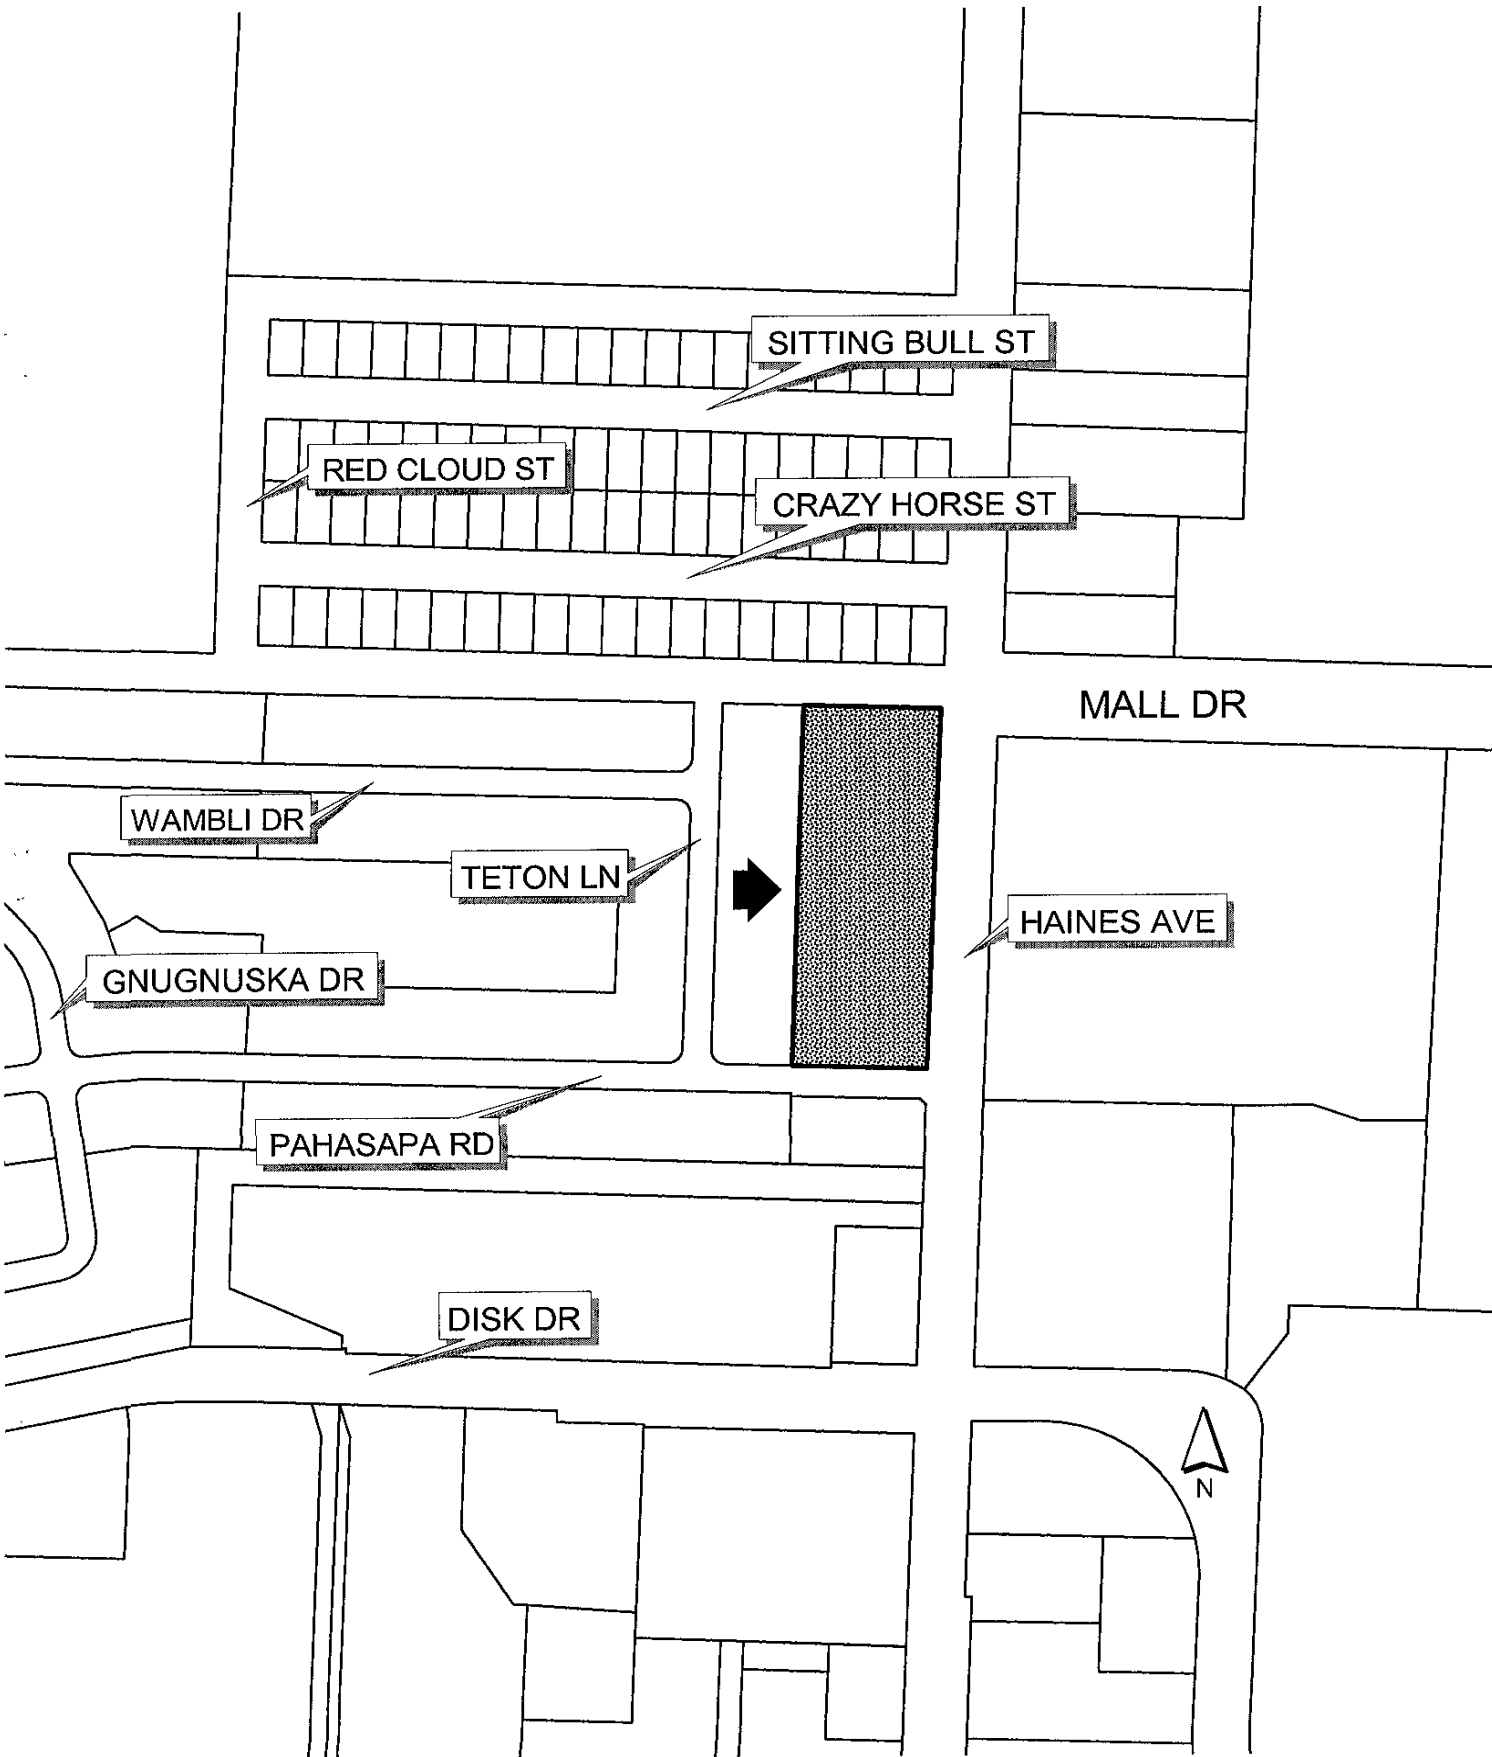 SITTING BULL ST
RED CLOUD ST
CRAZY HORSE ST
MALL DR
WAMBLI DR
TETON LN
HAINES AVE
GNUGNUSKA DR
PAHASAPA RD
DISK DR
N